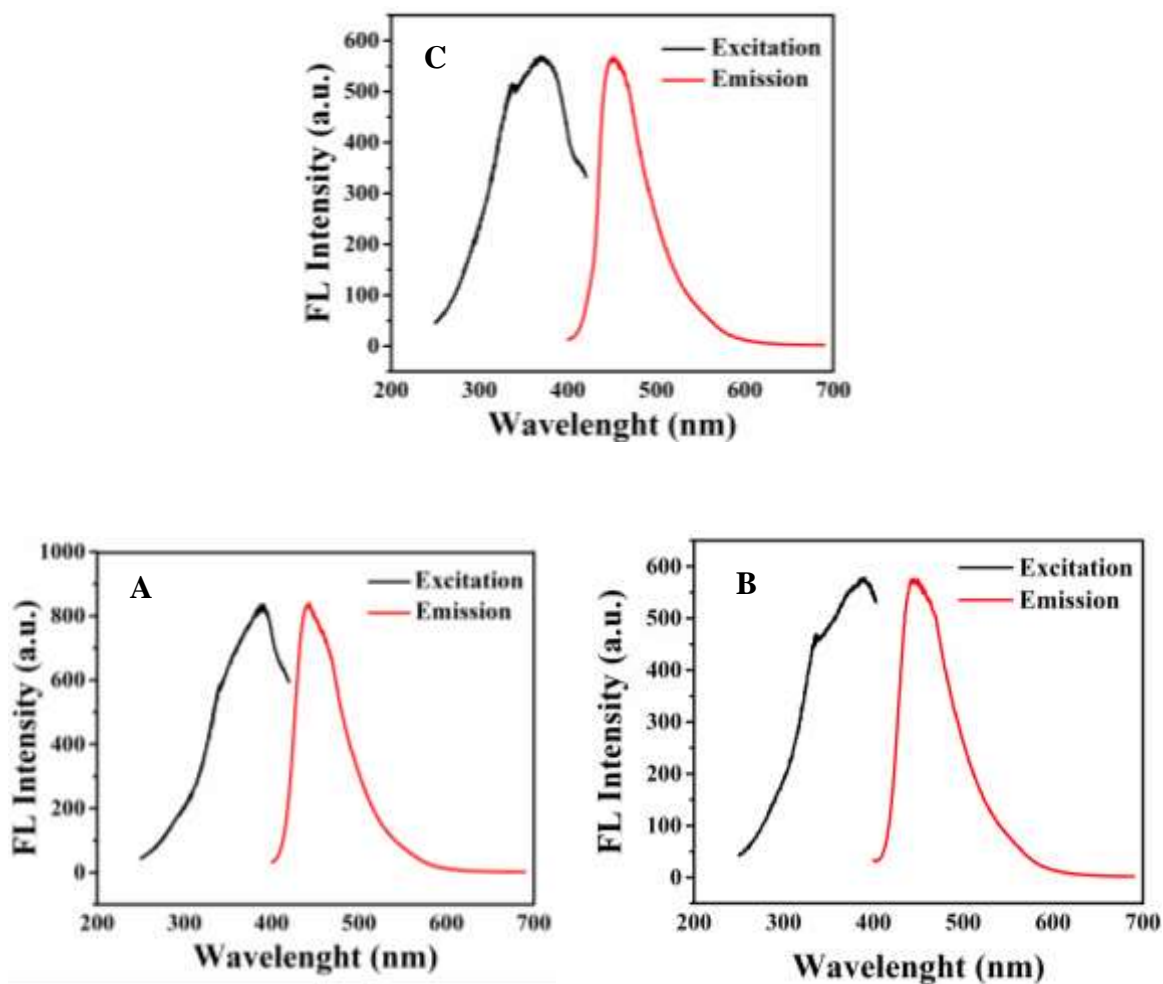 C
Excitation
Emission
FL Intensity (a.u.)
600
500
400
300
200
100
0
200 300 400 500 600 700
Wavelenght (nm)
A
Excitation
Emission
FL Intensity (a.u.)
1000
800
600
400
200
0
200 300 400 500 600 700
Wavelenght (nm)
B
Excitation
Emission
FL Intensity (a.u.)
600
500
400
300
200
100
0
200 300 400 500 600 700
Wavelenght (nm)